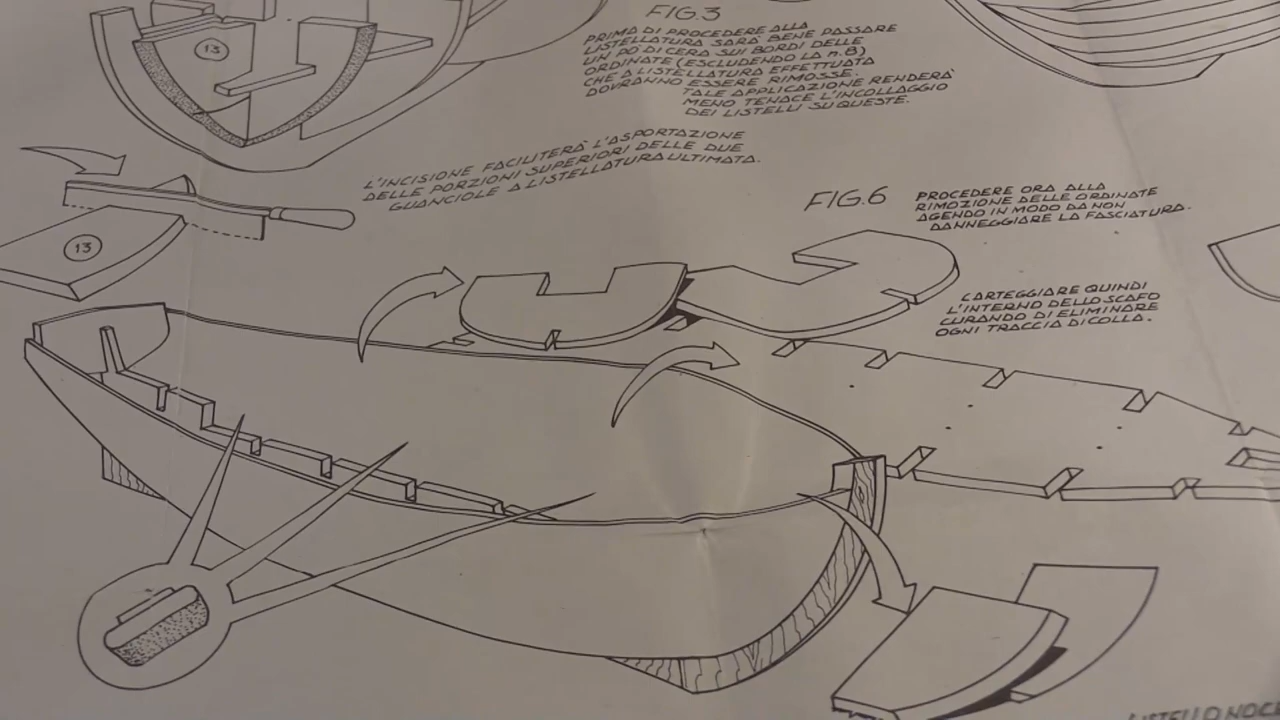 FIG.3
PRIMA DI PROCEDERE ALLA
LISTELLATURA SARÀ BENE PASSARE
UN PO' DI CERA SUI BORDI DELLE
ORDINATE (ESCLUDENDO LA n. 8)
CHE A LISTELLATURA EFFETTUATA
DOVRANNO ESSERE RIMOSSE.
TALE APPLICAZIONE RENDERÀ
MENO TENACE L'INCOLLAGGIO
DEI LISTELLI SU QUESTE.
13
L'INCISIONE FACILITERÀ L'ASPORTAZIONE
DELLE PORZIONI SUPERIORI DELLE DUE
GUANCIOLE A LISTELLATURA ULTIMATA.
13
FIG.6
PROCEDERE ORA ALLA
RIMOZIONE DELLE ORDINATE
AGENDO IN MODO DA NON
DANNEGGIARE LA FASCIATURA.
CARTEGGIARE QUINDI
L'INTERNO DELLO SCAFO
CURANDO DI ELIMINARE
OGNI TRACCIA DI COLLA.
LISTELLO NOCE